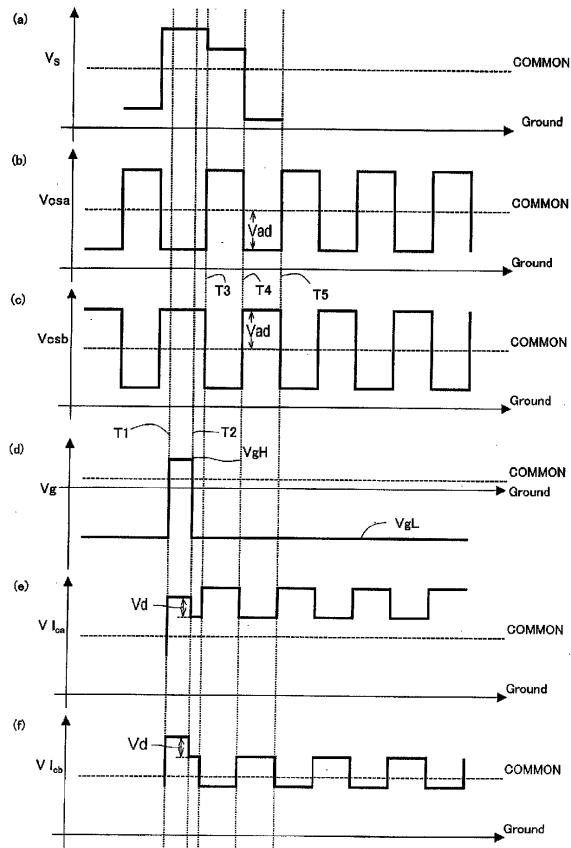 (a)
Vs
COMMON
Ground
(b)
Vcsa
COMMON
Vad
Ground
T3
T4
T5
(c)
Vcsb
Vad
COMMON
Ground
T1
T2
(d)
VgH
COMMON
Vg
Ground
VgL
(e)
Vd
V Ica
COMMON
Ground
(f)
Vd
V Icb
COMMON
Ground